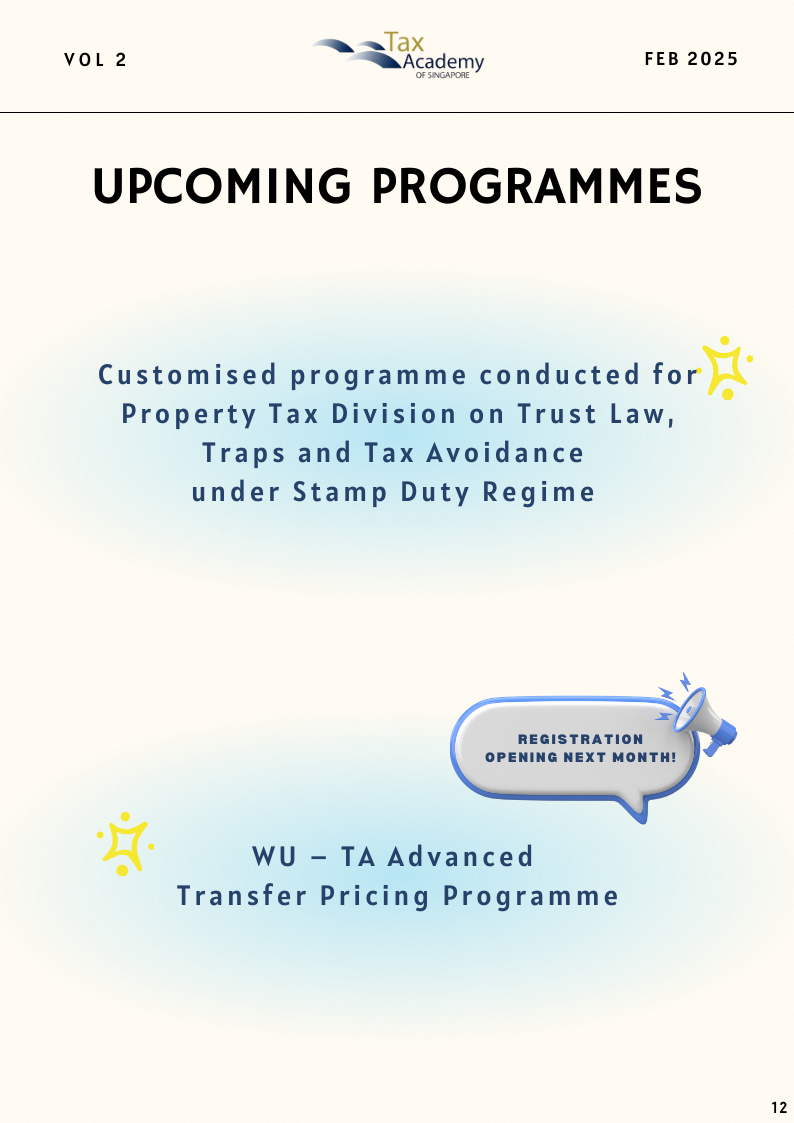 VOL 2
Tax
Academy
OF SINGAPORE
FEB 2025
UPCOMING PROGRAMMES
Customised programme conducted for
Property Tax Division on Trust Law,
Traps and Tax Avoidance
under Stamp Duty Regime
REGISTRATION
OPENING NEXT MONTH!
WU – TA Advanced
Transfer Pricing Programme
12